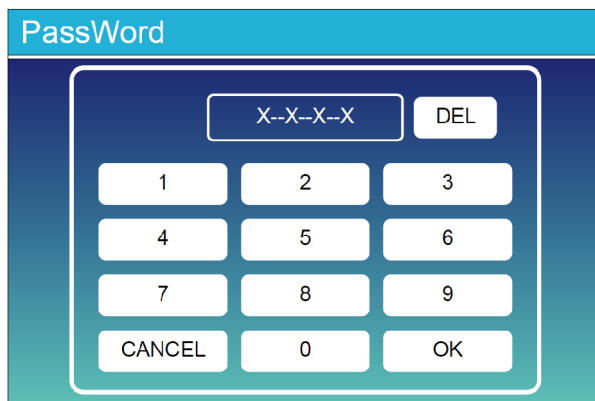 PassWord
X--X--X--X DEL
1 2 3
4 5 6
7 8 9
CANCEL 0 OK